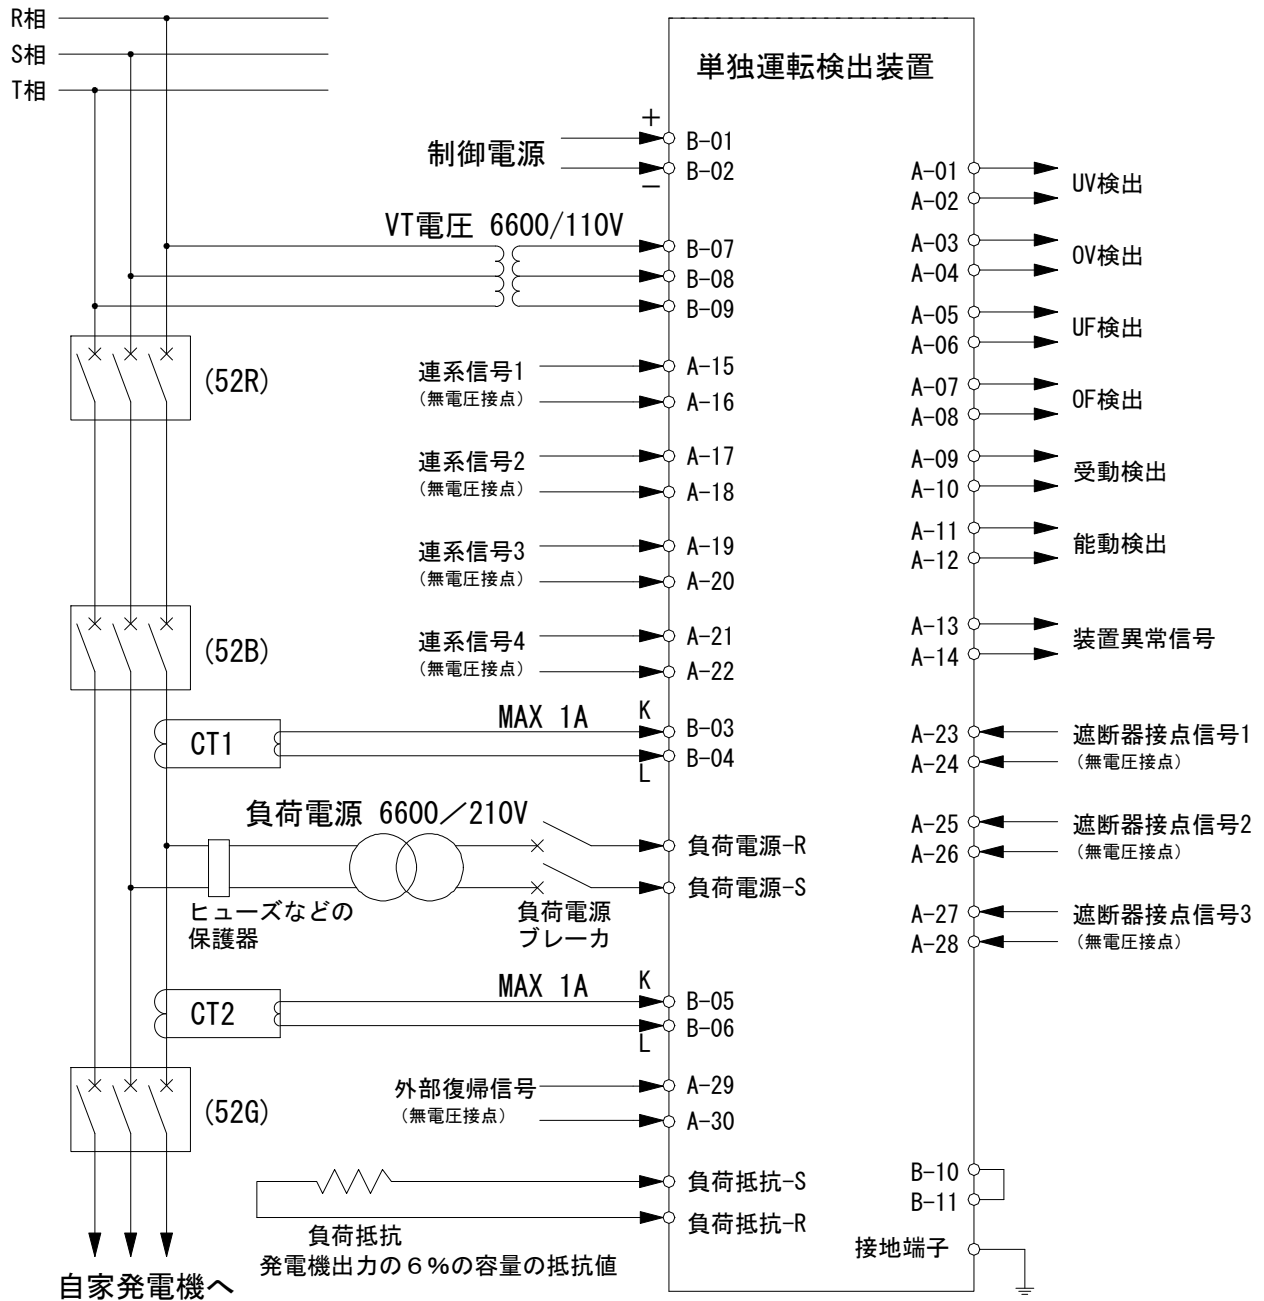 R相
S相
T相
単独運転検出装置
制御電源
+
−
B-01
B-02
VT電圧 6600/110V
B-07
B-08
B-09
(52R)
連系信号1
(無電圧接点)
A-15
A-16
連系信号2
(無電圧接点)
A-17
A-18
連系信号3
(無電圧接点)
A-19
A-20
(52B)
連系信号4
(無電圧接点)
A-21
A-22
CT1
MAX 1A
K
L
B-03
B-04
負荷電源 6600／210V
負荷電源-R
負荷電源-S
ヒューズなどの
保護器
負荷電源
ブレーカ
CT2
MAX 1A
K
L
B-05
B-06
(52G)
外部復帰信号
(無電圧接点)
A-29
A-30
負荷抵抗-S
負荷抵抗-R
負荷抵抗
発電機出力の６%の容量の抵抗値
自家発電機へ
A-01
A-02
UV検出
A-03
A-04
OV検出
A-05
A-06
UF検出
A-07
A-08
OF検出
A-09
A-10
受動検出
A-11
A-12
能動検出
A-13
A-14
装置異常信号
A-23
A-24
遮断器接点信号1
(無電圧接点)
A-25
A-26
遮断器接点信号2
(無電圧接点)
A-27
A-28
遮断器接点信号3
(無電圧接点)
B-10
B-11
接地端子